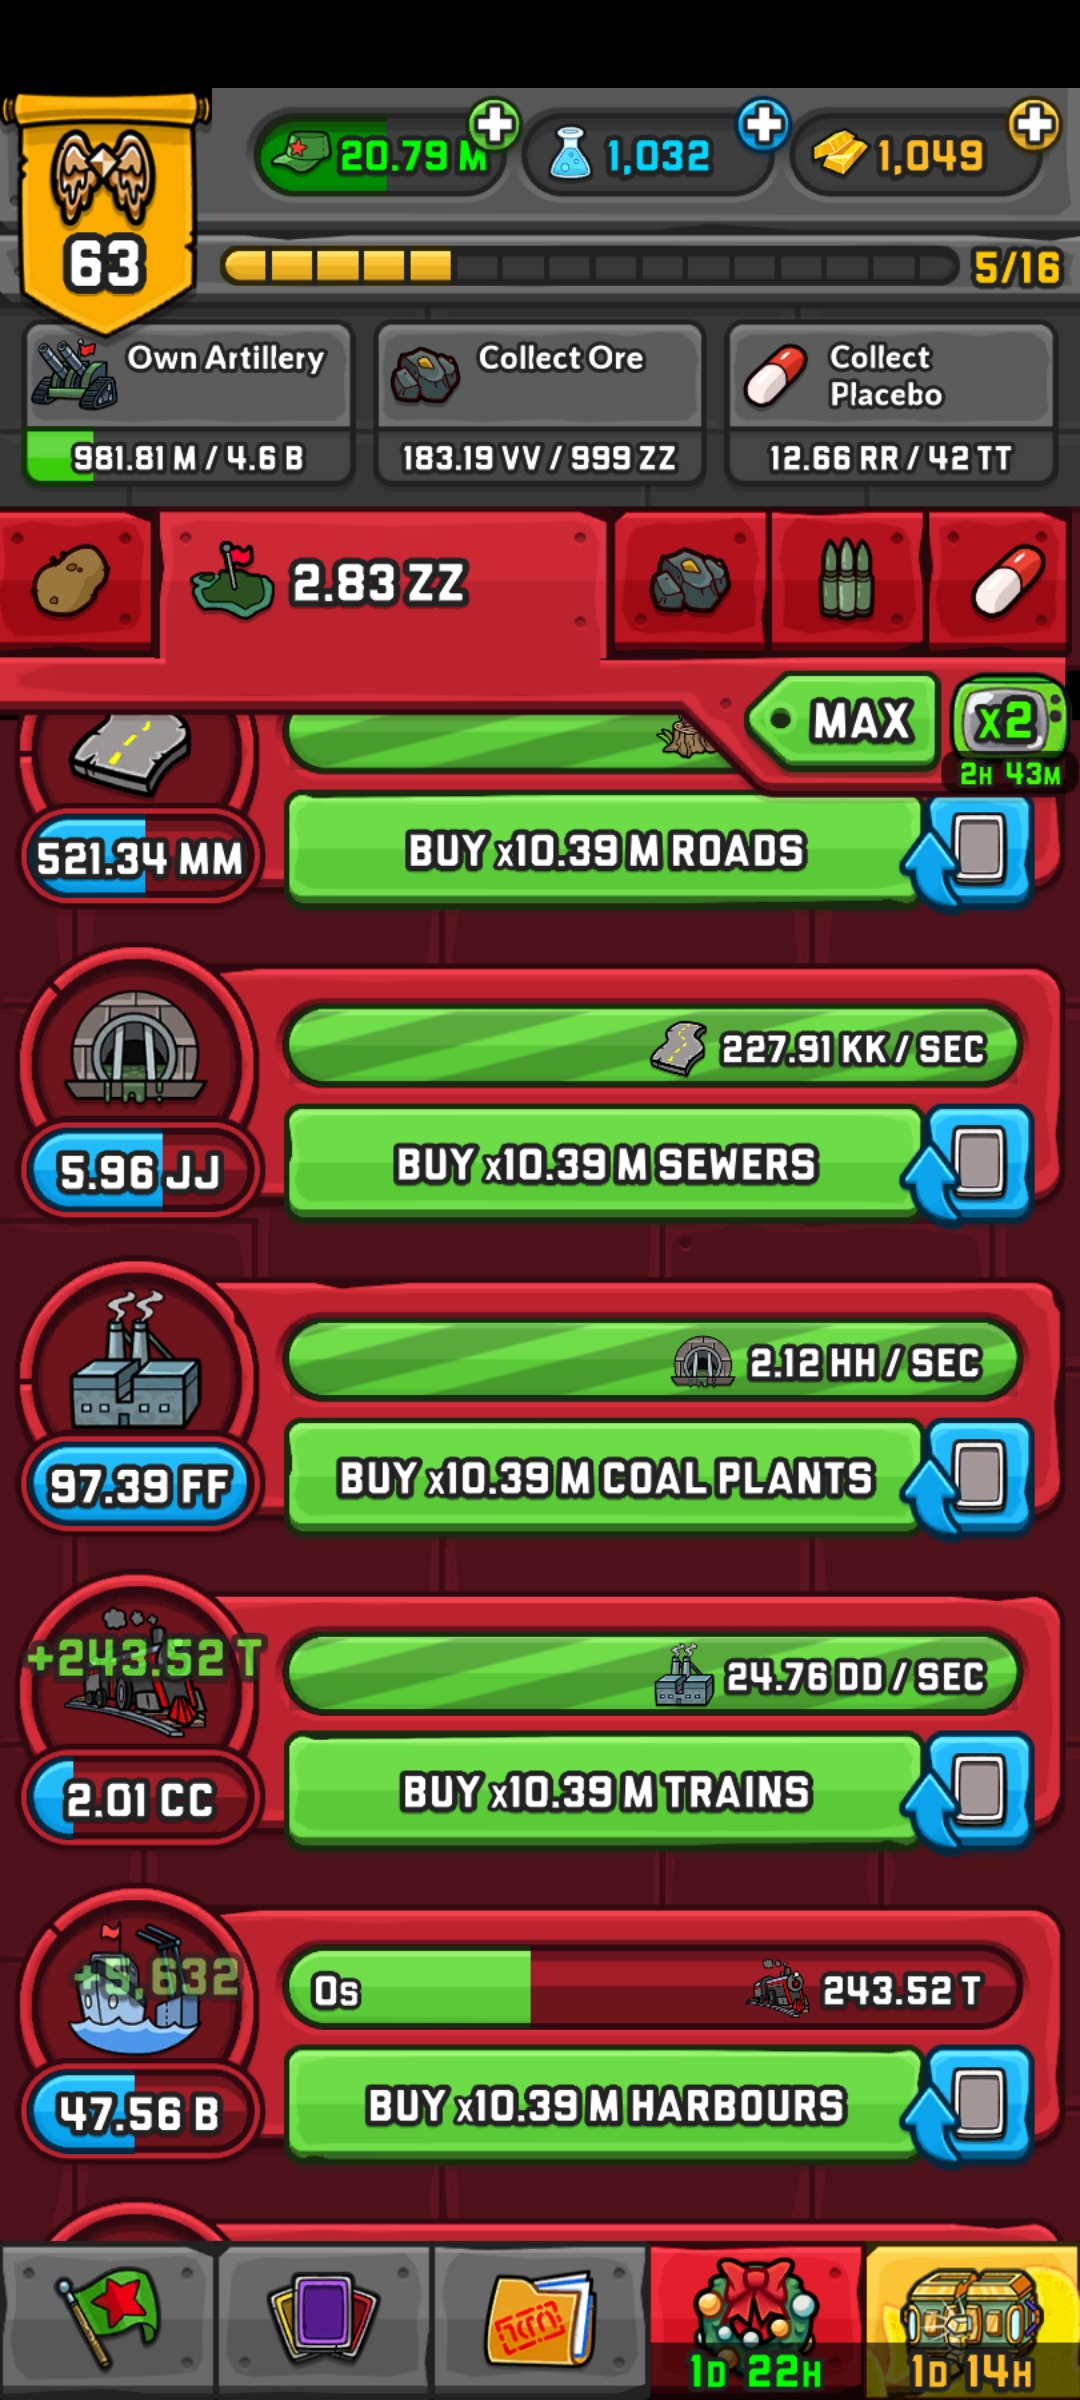 20.79 M
1,032
1,049
63
5/16
Own Artillery
981.81 M / 4.6 B
Collect Ore
183.19 VV / 999 ZZ
Collect
Placebo
12.66 RR / 42 TT
2.83 ZZ
MAX
x2
2H 43M
521.34 MM
BUY x10.39 M ROADS
227.91 KK / SEC
5.96 JJ
BUY x10.39 M SEWERS
2.12 HH / SEC
97.39 FF
BUY x10.39 M COAL PLANTS
+243.52 T
24.76 DD / SEC
2.01 CC
BUY x10.39 M TRAINS
+5,632
0s
243.52 T
47.56 B
BUY x10.39 M HARBOURS
1D 22H
1D 14H